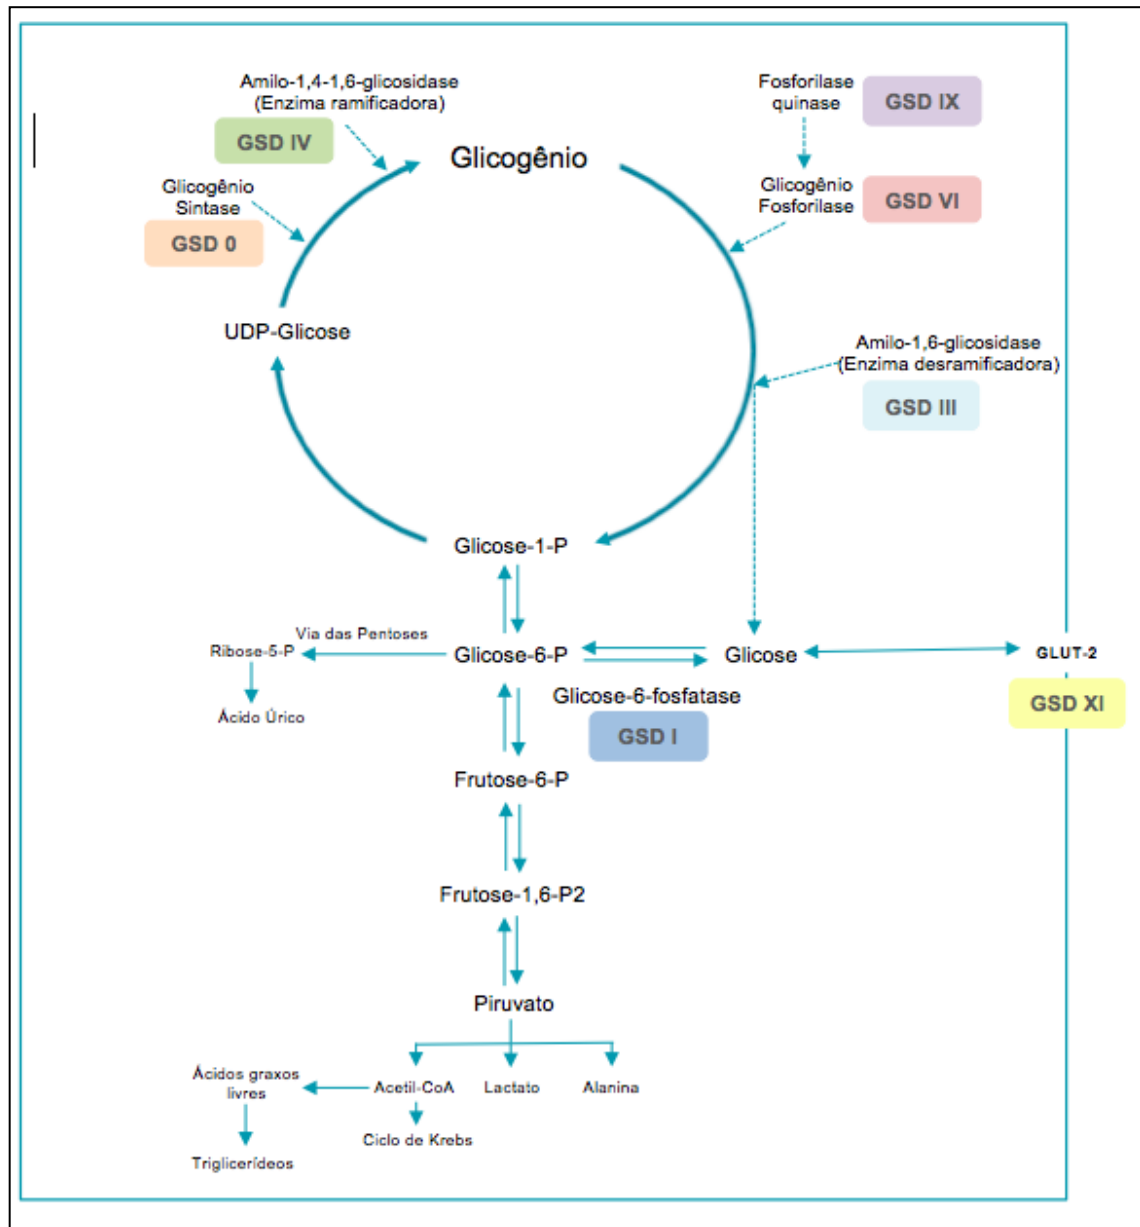 Amilo-1,4-1,6-glicosidase
(Enzima ramificadora)
GSD IV
Fosforilase
quinase
GSD IX
Glicogênio
Glicogênio
Sintase
GSD 0
Glicogênio
Fosforilase
GSD VI
UDP-Glicose
Amilo-1,6-glicosidase
(Enzima desramificadora)
GSD III
Glicose-1-P
Via das Pentoses
Ribose-5-P
Glicose-6-P
Glicose
GLUT-2
GSD XI
Ácido Úrico
Glicose-6-fosfatase
GSD I
Frutose-6-P
Frutose-1,6-P2
Piruvato
Ácidos graxos
livres
Acetil-CoA
Lactato
Alanina
Ciclo de Krebs
Triglicerídeos